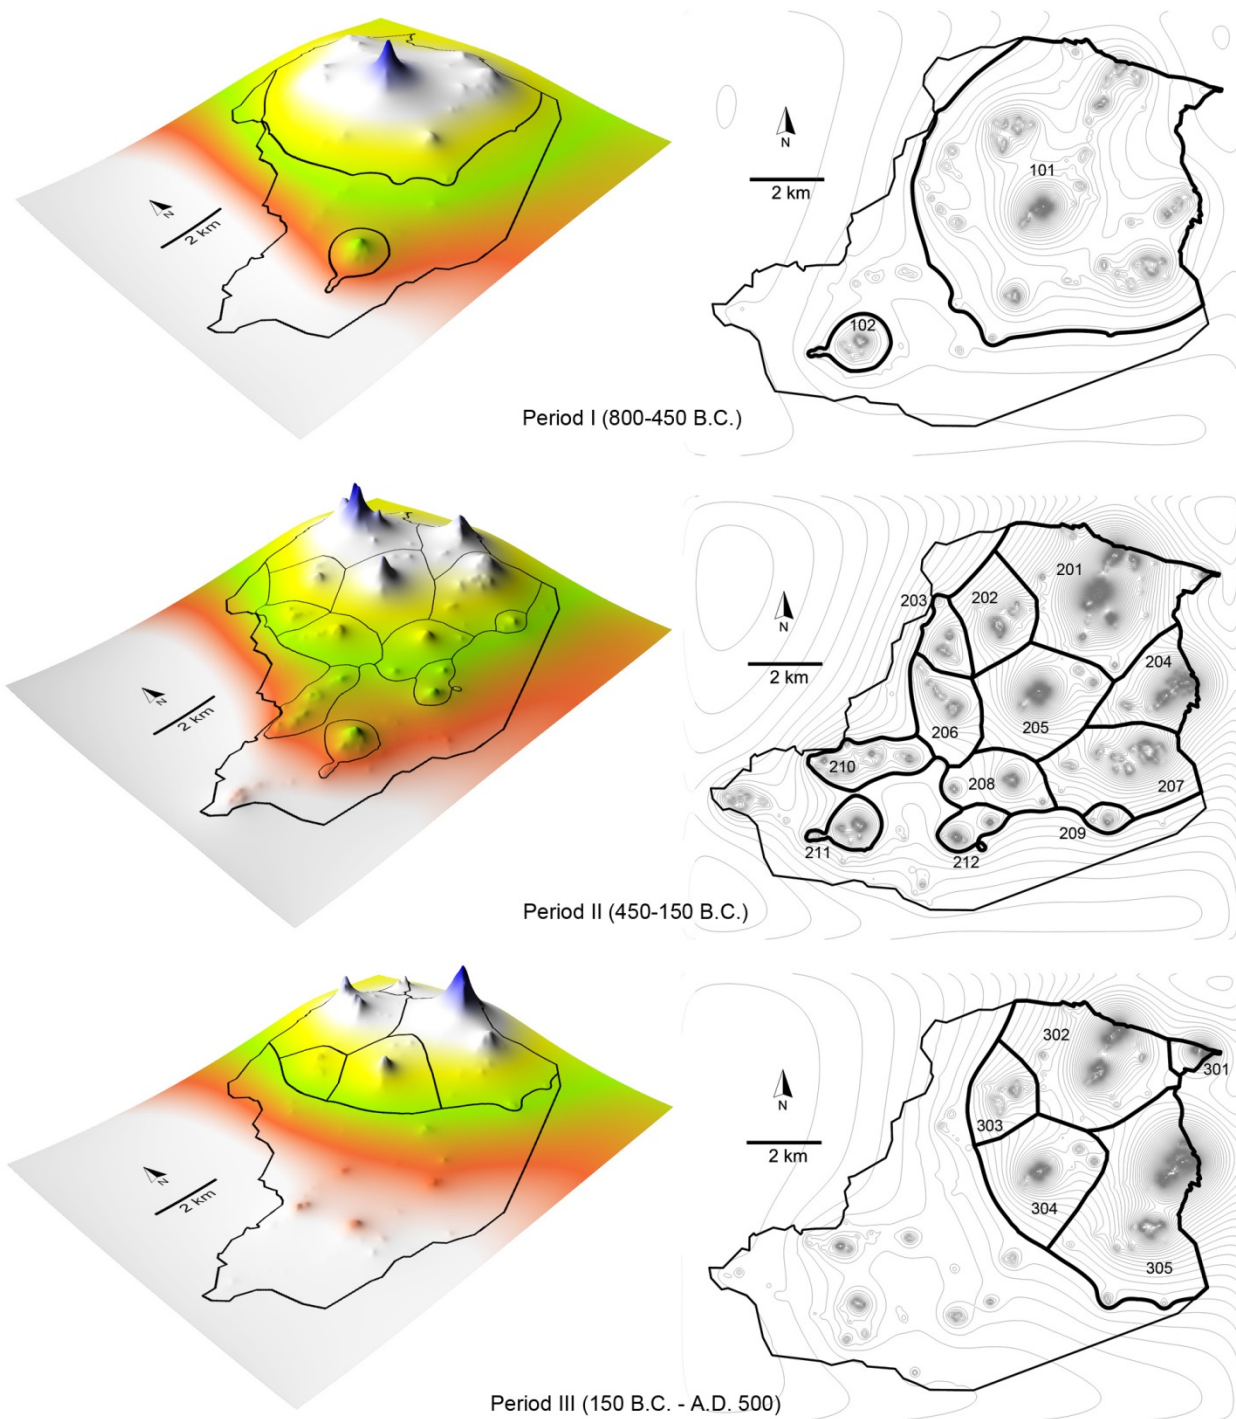 N
2 km
N
2 km
101
102
Period I (800-450 B.C.)
N
2 km
N
2 km
201
202
203
204
205
206
207
208
209
210
211
212
Period II (450-150 B.C.)
N
2 km
N
2 km
301
302
303
304
305
Period III (150 B.C. - A.D. 500)